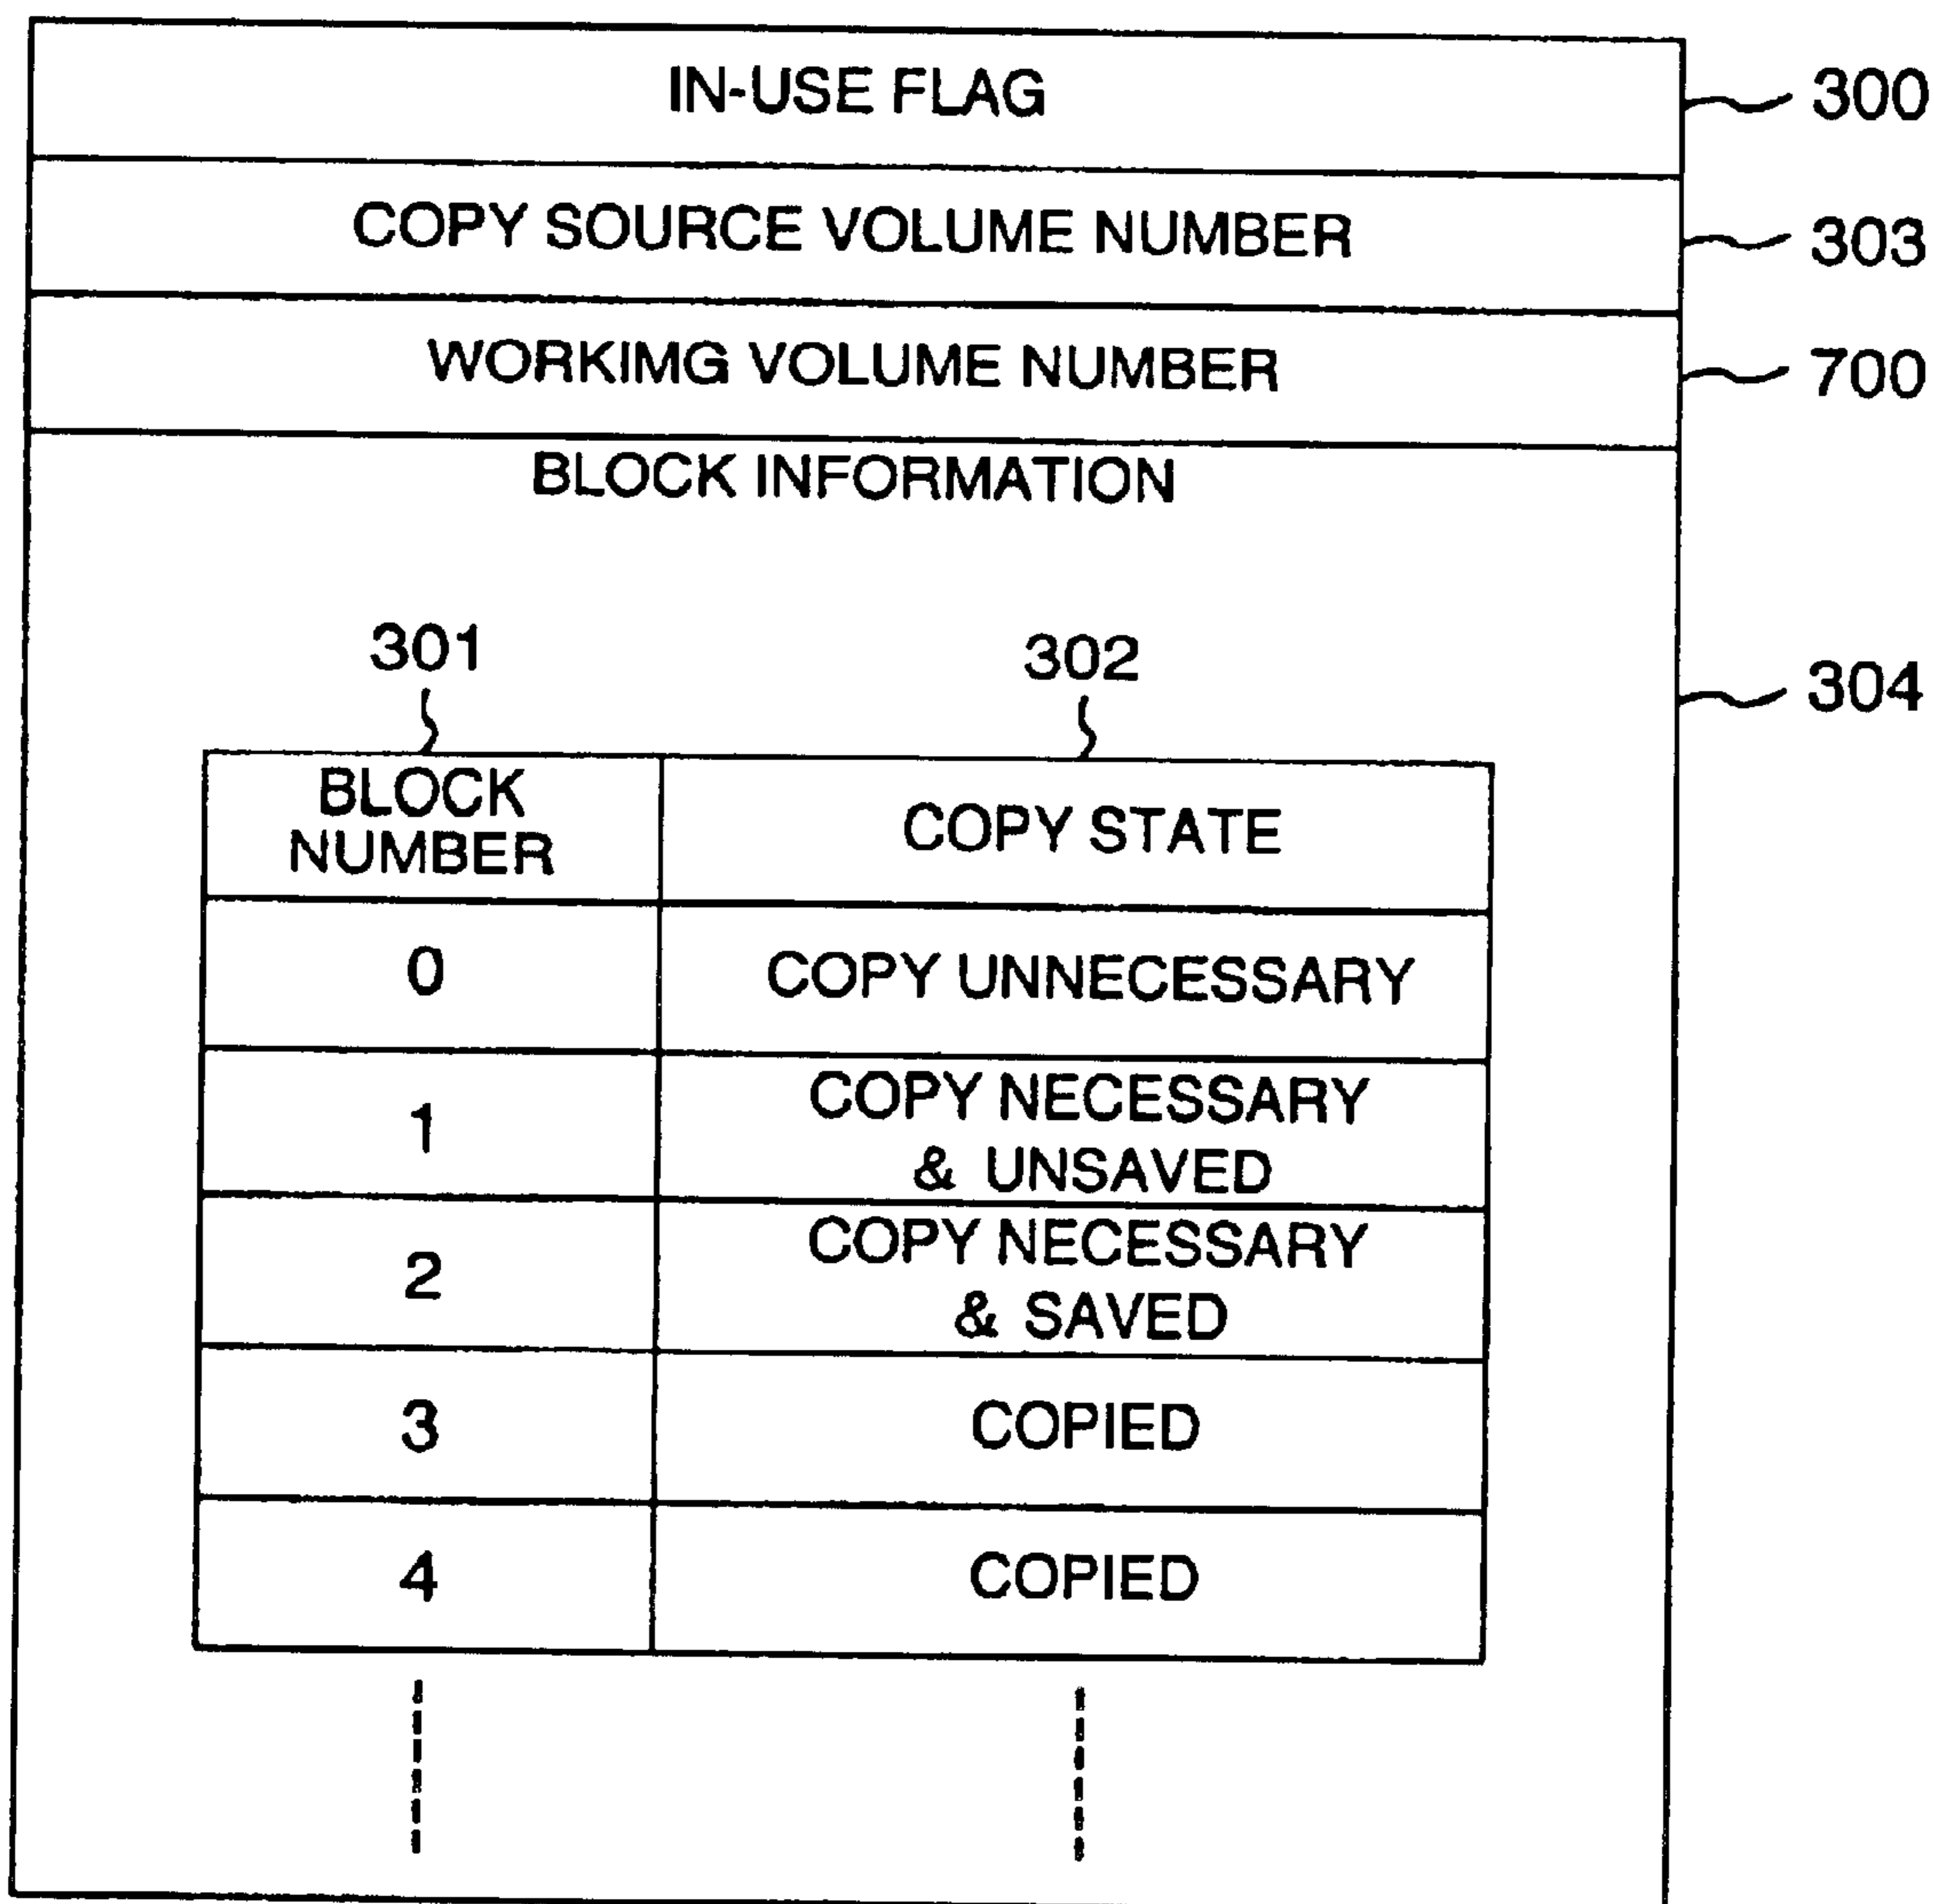 IN-USE FLAG 300
COPY SOURCE VOLUME NUMBER 303
WORKIMG VOLUME NUMBER 700
BLOCK INFORMATION
301 302
304
BLOCK
NUMBER
COPY STATE
0 COPY UNNECESSARY
1 COPY NECESSARY
& UNSAVED
2 COPY NECESSARY
& SAVED
3 COPIED
4 COPIED